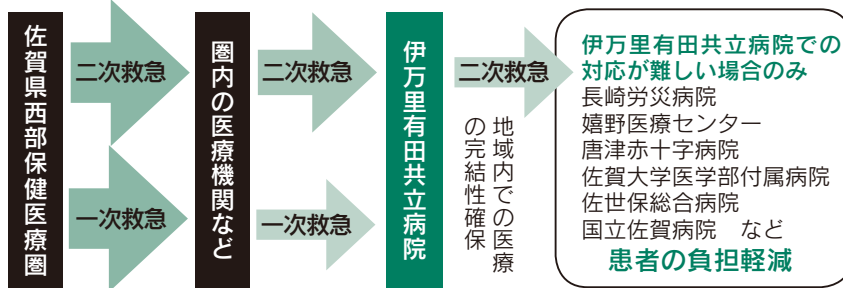 佐賀県西部保健医療圏
二次救急
一次救急
圏内の医療機関など
二次救急
一次救急
伊万里有田共立病院
二次救急
地域内での医療
の完結性確保
伊万里有田共立病院での
対応が難しい場合のみ
長崎労災病院
嬉野医療センター
唐津赤十字病院
佐賀大学医学部付属病院
佐世保総合病院
国立佐賀病院 など
患者の負担軽減